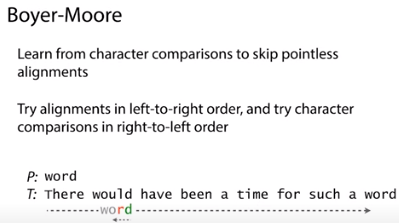 Boyer-Moore
Learn from character comparisons to skip pointless
alignments
Try alignments in left-to-right order, and try character
comparisons in right-to-left order
P: word
T: There would have been a time for such a word
word